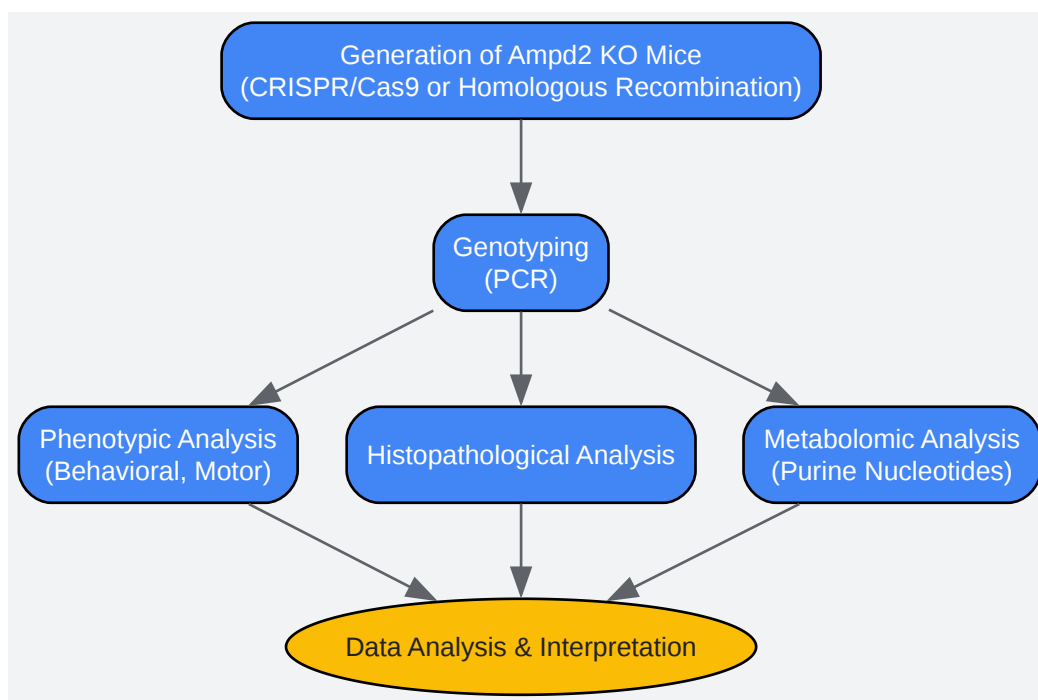 Generation of Ampd2 KO Mice
(CRISPR/Cas9 or Homologous Recombination)
Genotyping
(PCR)
Phenotypic Analysis
(Behavioral, Motor)
Histopathological Analysis
Metabolomic Analysis
(Purine Nucleotides)
Data Analysis & Interpretation